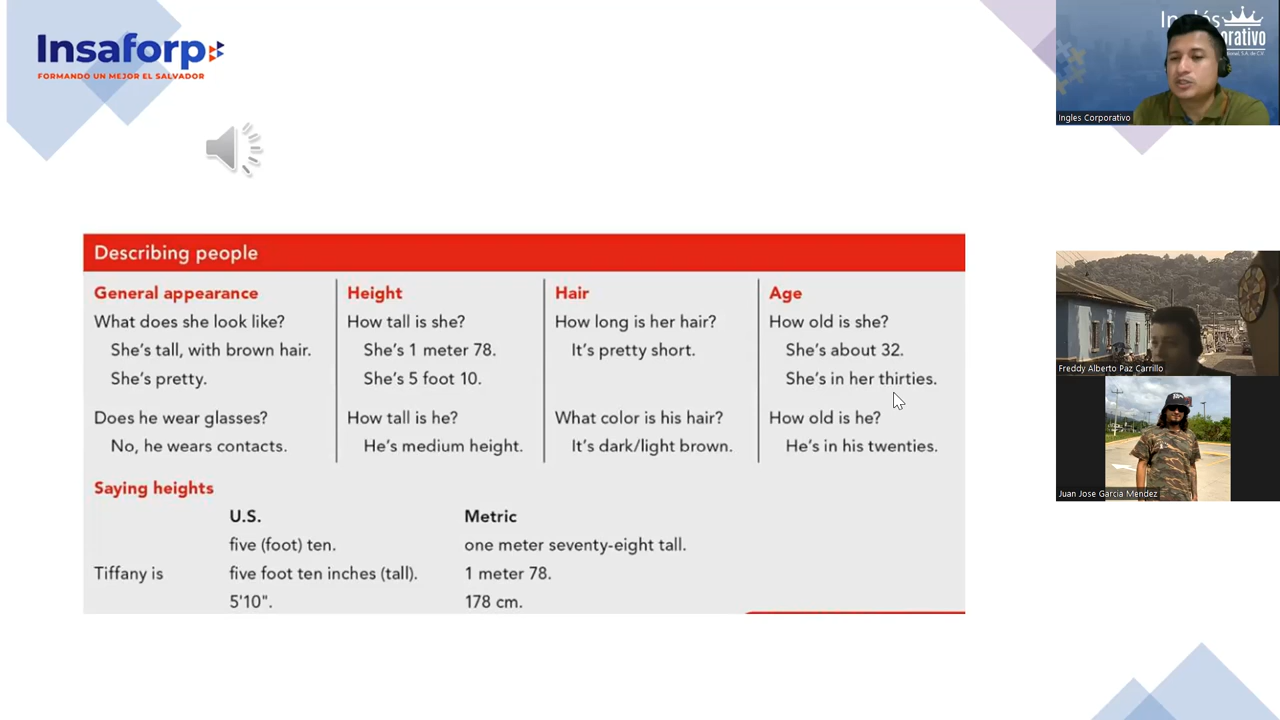 Insaforp
FORMANDO UN MEJOR EL SALVADOR
Describing people
General appearance
What does she look like?
She's tall, with brown hair.
She's pretty.
Does he wear glasses?
No, he wears contacts.
Height
How tall is she?
She's 1 meter 78.
She's 5 foot 10.
How tall is he?
He's medium height.
Hair
How long is her hair?
It's pretty short.
What color is his hair?
It's dark/light brown.
Age
How old is she?
She's about 32.
She's in her thirties.
How old is he?
He's in his twenties.
Saying heights
U.S.
Metric
five (foot) ten.
one meter seventy-eight tall.
Tiffany is
five foot ten inches (tall).
1 meter 78.
5'10".
178 cm.
Ingles Corporativo
Freddy Alberto Paz Carrillo
Juan Jose Garcia Mendez